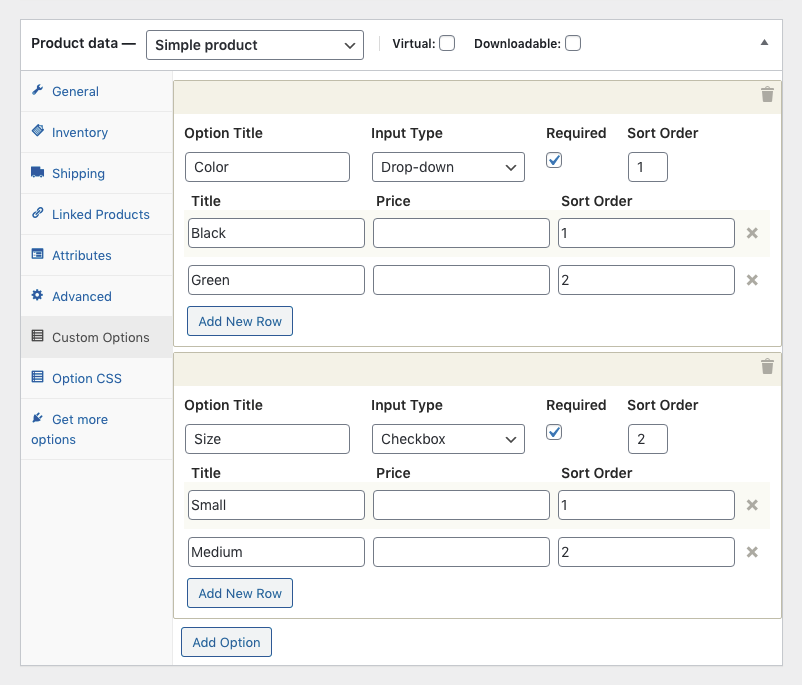 Product data — Simple product Virtual: Downloadable:
General
Inventory
Shipping
Linked Products
Attributes
Advanced
Custom Options
Option CSS
Get more
options
Option Title Input Type Required Sort Order
Color Drop-down 1
Title Price Sort Order
Black 1
Green 2
Add New Row
Option Title Input Type Required Sort Order
Size Checkbox 2
Title Price Sort Order
Small 1
Medium 2
Add New Row
Add Option